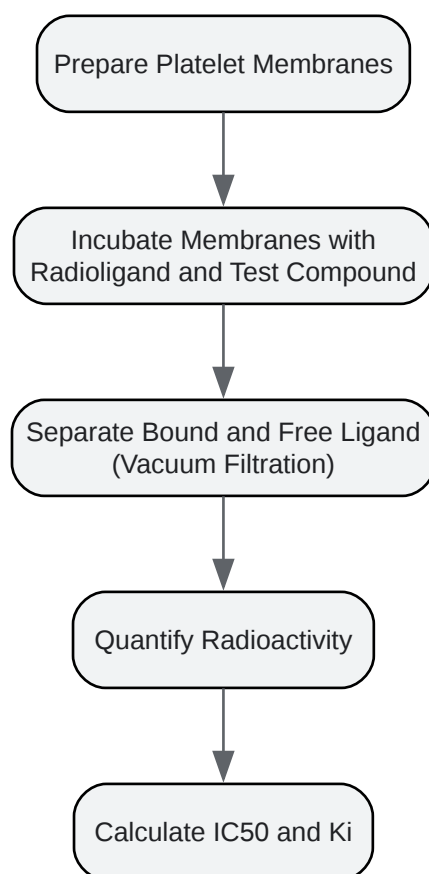 Prepare Platelet Membranes
Incubate Membranes with
Radioligand and Test Compound
Separate Bound and Free Ligand
(Vacuum Filtration)
Quantify Radioactivity
Calculate IC50 and Ki